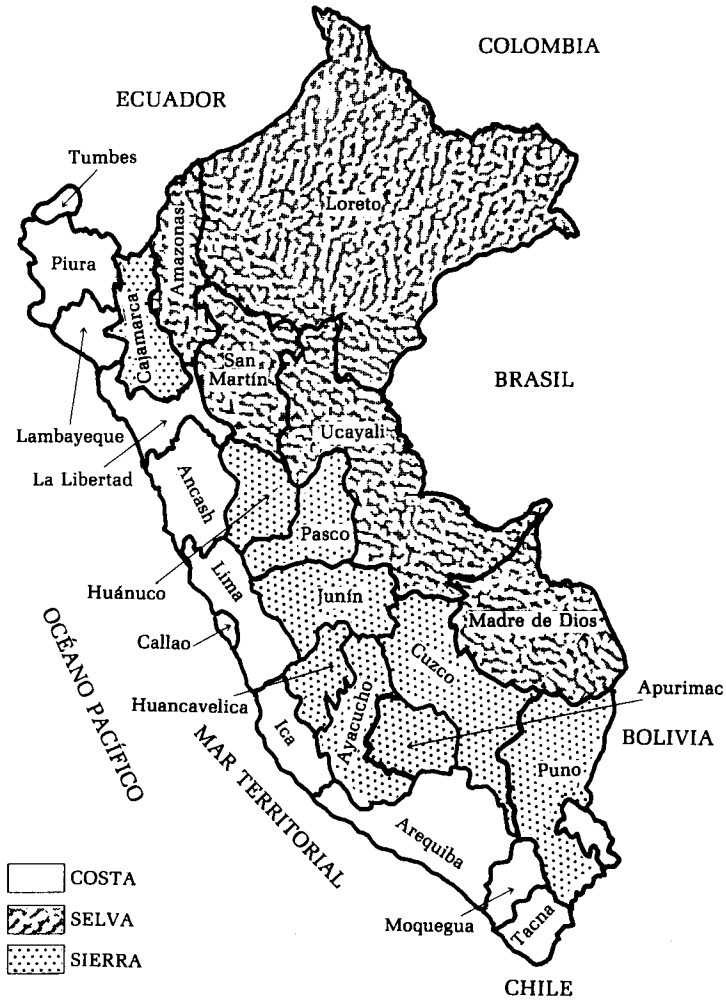 COLOMBIA
ECUADOR
Tumbes
Loreto
Amazonas
Piura
Cajamarca
San
Martín
BRASIL
Lambayeque
Ucayali
La Libertad
Ancash
Pasco
Huánuco
Lima
Junín
Callao
Madre de Dios
Cuzco
OCÉANO PACÍFICO
Huancavelica
Apurimac
Ica
Ayacucho
MAR TERRITORIAL
BOLIVIA
Puno
Arequiba
COSTA
SELVA
SIERRA
Moquegua
Tacna
CHILE